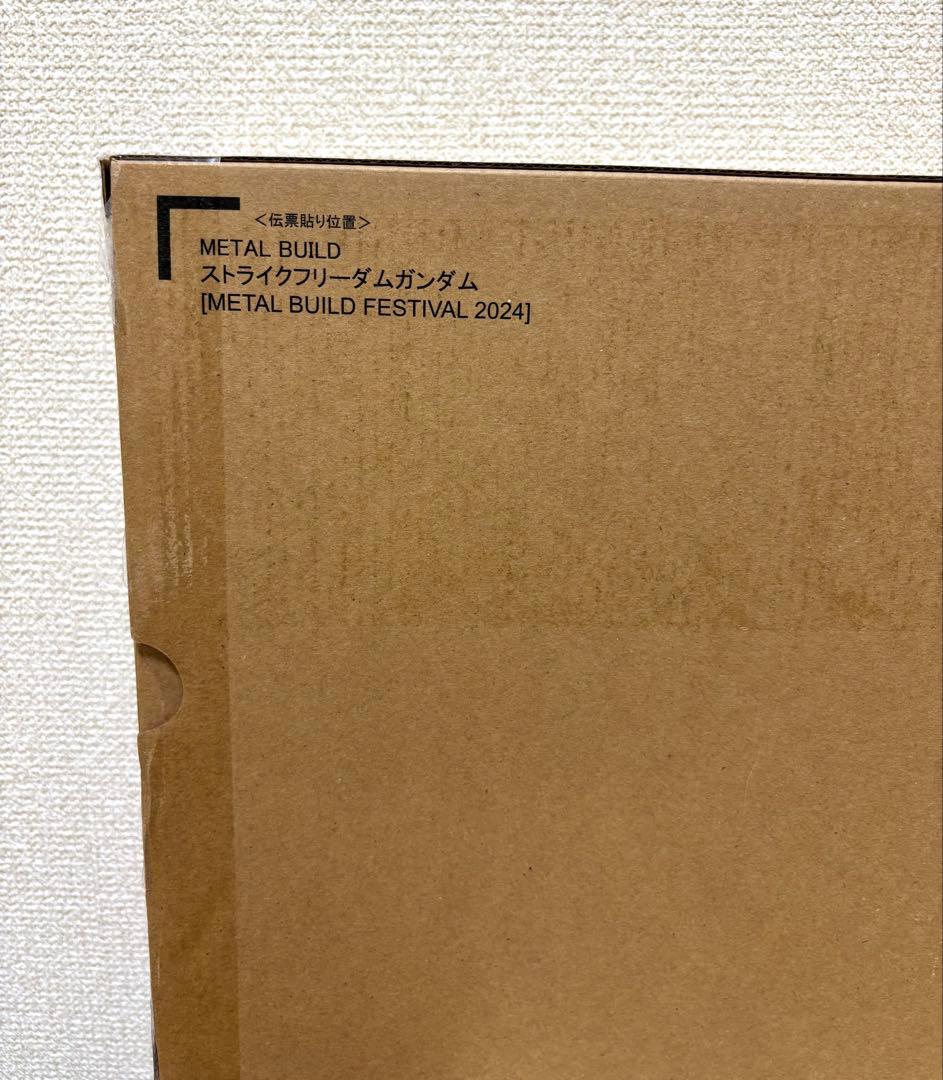 ＜伝票貼り位置＞
METAL BUILD
ストライクフリーダムガンダム
[METAL BUILD FESTIVAL 2024]